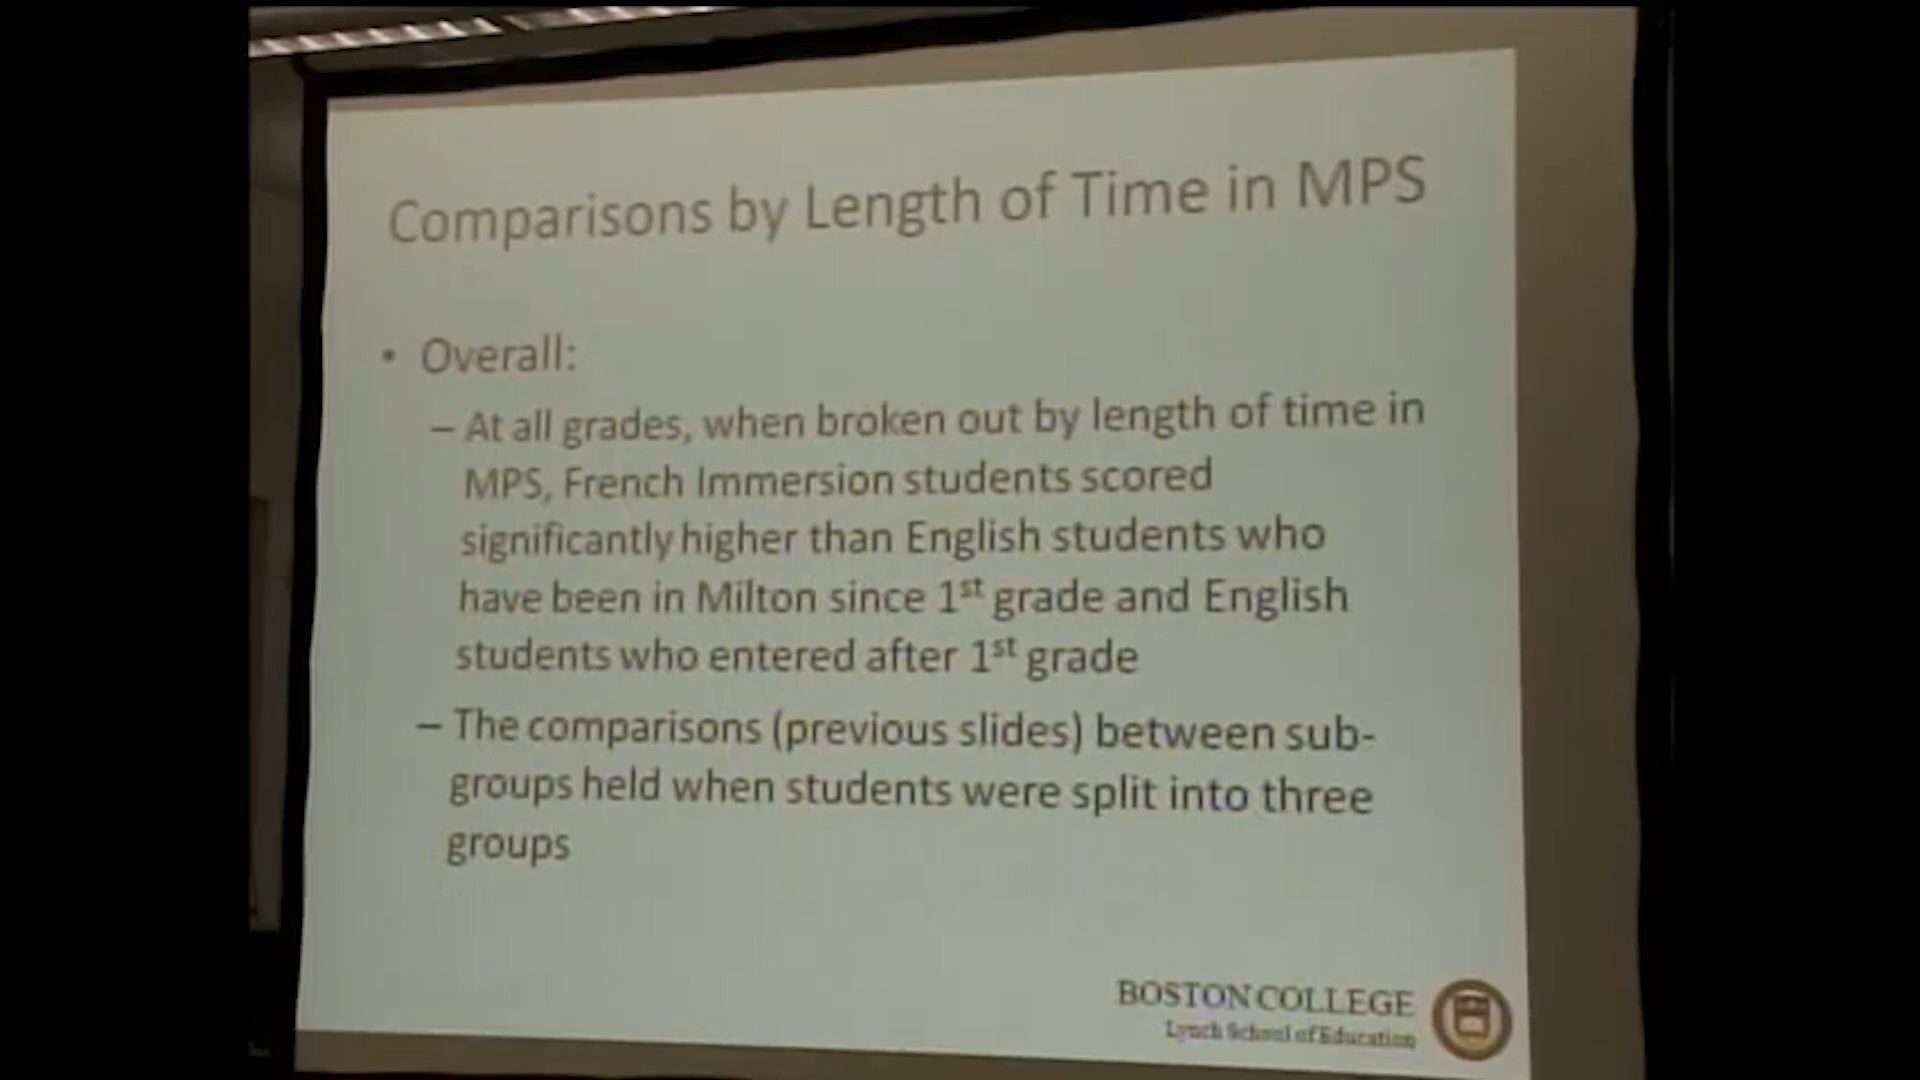 Comparisons by Length of Time in MPS
• Overall:
– At all grades, when broken out by length of time in
MPS, French Immersion students scored
significantly higher than English students who
have been in Milton since 1st grade and English
students who entered after 1st grade
– The comparisons (previous slides) between sub-
groups held when students were split into three
groups
BOSTON COLLEGE
Lynch School of Education